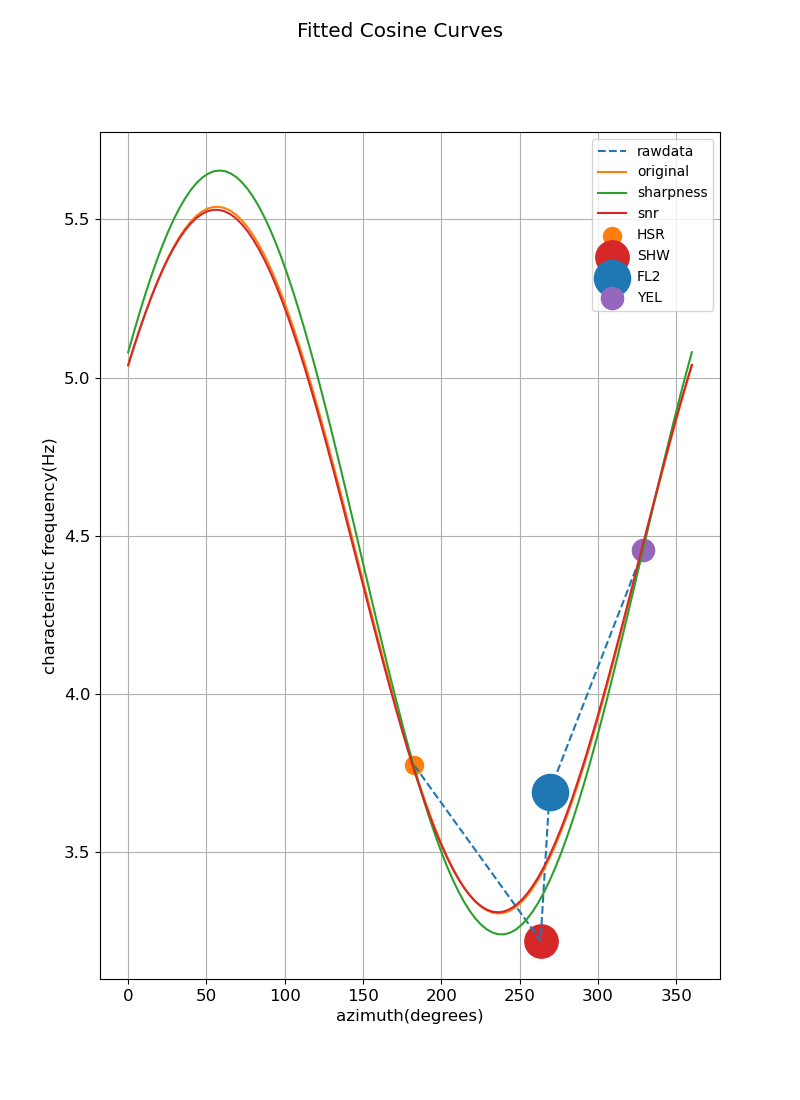 Fitted Cosine Curves
rawdata
original
sharpness
snr
HSR
SHW
FL2
YEL
characteristic frequency(Hz)
5.5
5.0
4.5
4.0
3.5
0 50 100 150 200 250 300 350
azimuth(degrees)